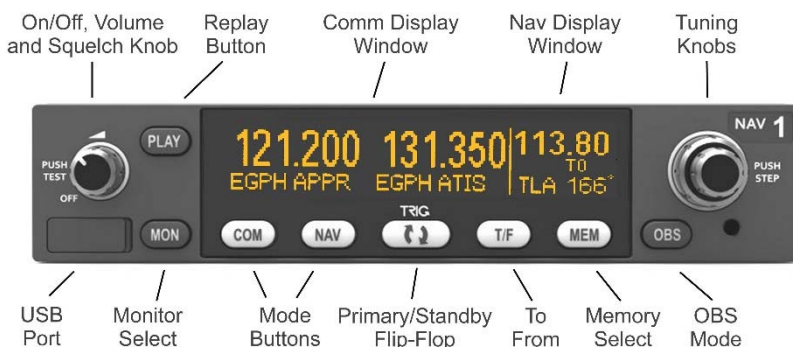 On/Off, Volume
and Squelch Knob
Replay
Button
Comm Display
Window
Nav Display
Window
Tuning
Knobs
PUSH
TEST
OFF
PLAY
121.200
EGPH APPR
131.350
EGPH ATIS
113.80
TO
TLA 166°
NAV 1
PUSH
STEP
TRIG
MON
COM
NAV
T/F
MEM
OBS
USB
Port
Monitor
Select
Mode
Buttons
Primary/Standby
Flip-Flop
To
From
Memory
Select
OBS
Mode